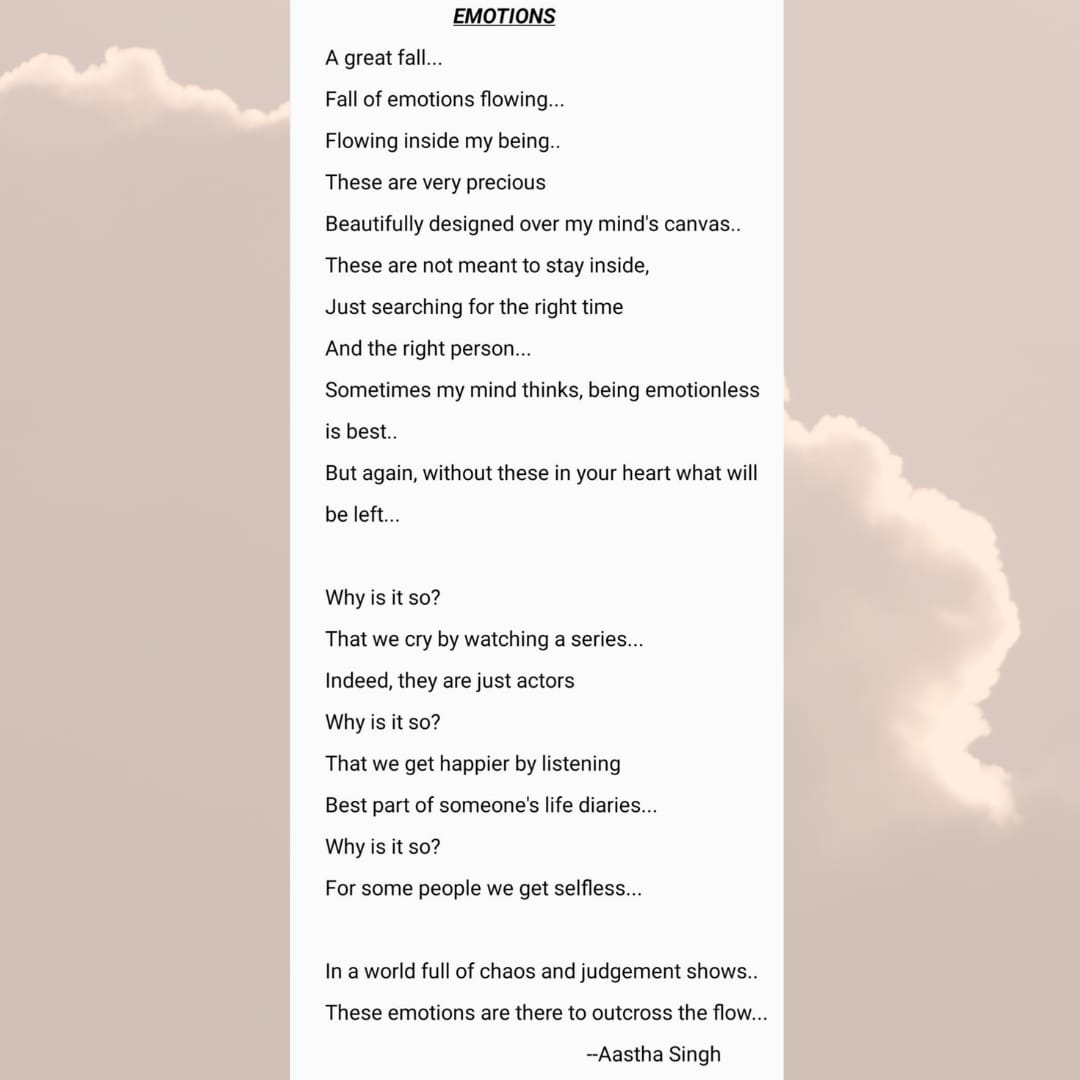 EMOTIONS
A great fall...
Fall of emotions flowing...
Flowing inside my being..
These are very precious
Beautifully designed over my mind's canvas..
These are not meant to stay inside,
Just searching for the right time
And the right person...
Sometimes my mind thinks, being emotionless
is best..
But again, without these in your heart what will
be left...
Why is it so?
That we cry by watching a series...
Indeed, they are just actors
Why is it so?
That we get happier by listening
Best part of someone's life diaries...
Why is it so?
For some people we get selfless...
In a world full of chaos and judgement shows..
These emotions are there to outcross the flow...
--Aastha Singh